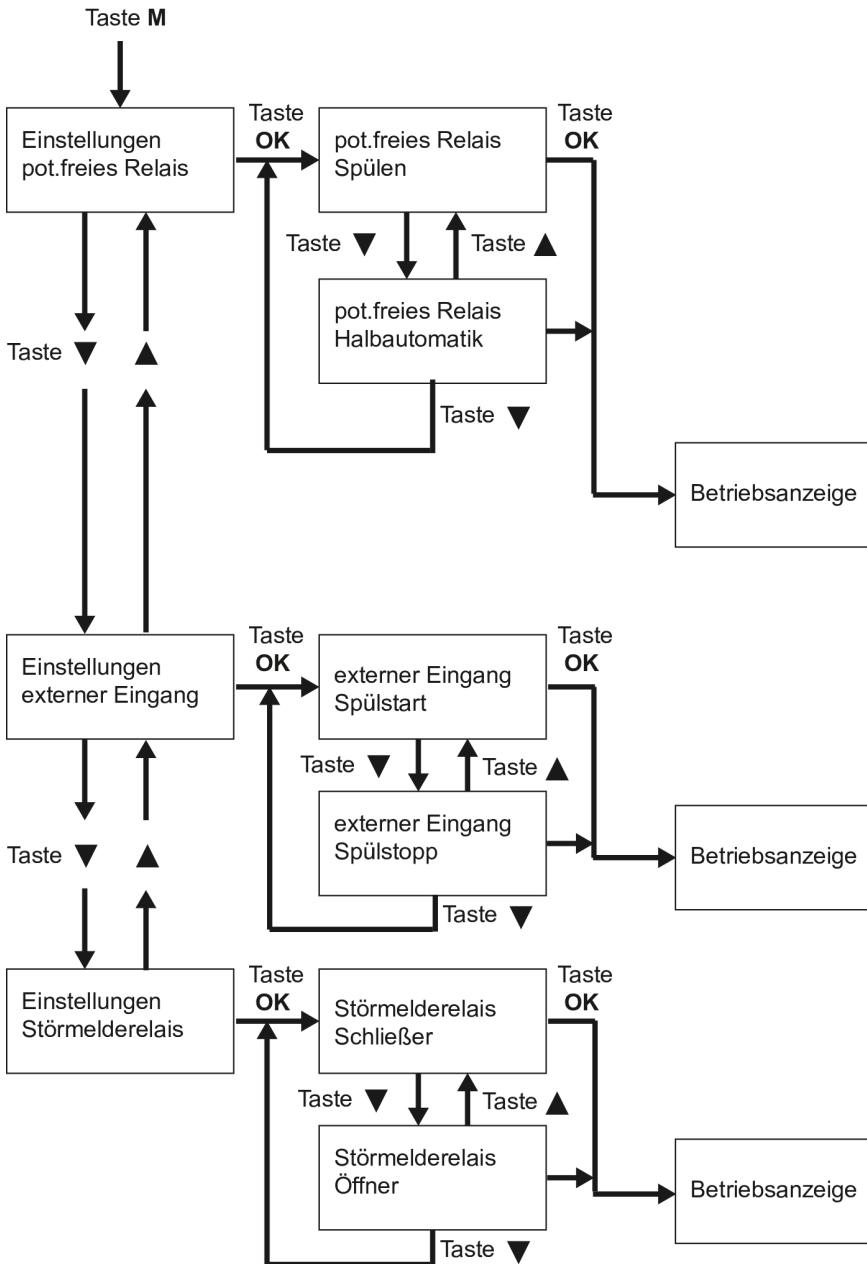 Taste M
Einstellungen
pot.freies Relais
Taste
OK
pot.freies Relais
Spülen
Taste
OK
Taste ▼
Taste ▲
pot.freies Relais
Halbautomatik
Taste ▼ ▲
Taste ▼
Betriebsanzeige
Einstellungen
externer Eingang
Taste
OK
externer Eingang
Spülstart
Taste
OK
Taste ▼
Taste ▲
externer Eingang
Spülstopp
Taste ▼ ▲
Taste ▼
Betriebsanzeige
Einstellungen
Störmelderelais
Taste
OK
Störmelderelais
Schließer
Taste
OK
Taste ▼
Taste ▲
Störmelderelais
Öffner
Betriebsanzeige
Taste ▼